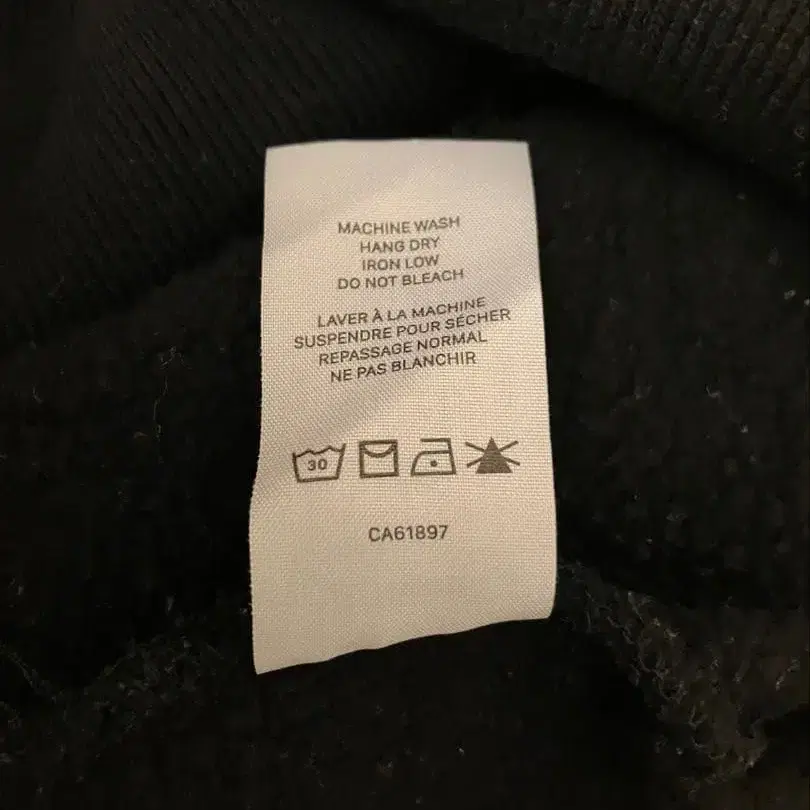 MACHINE WASH
HANG DRY
IRON LOW
DO NOT BLEACH
LAVER À LA MACHINE
SUSPENDRE POUR SÉCHER
REPASSAGE NORMAL
NE PAS BLANCHIR
30
CA61897